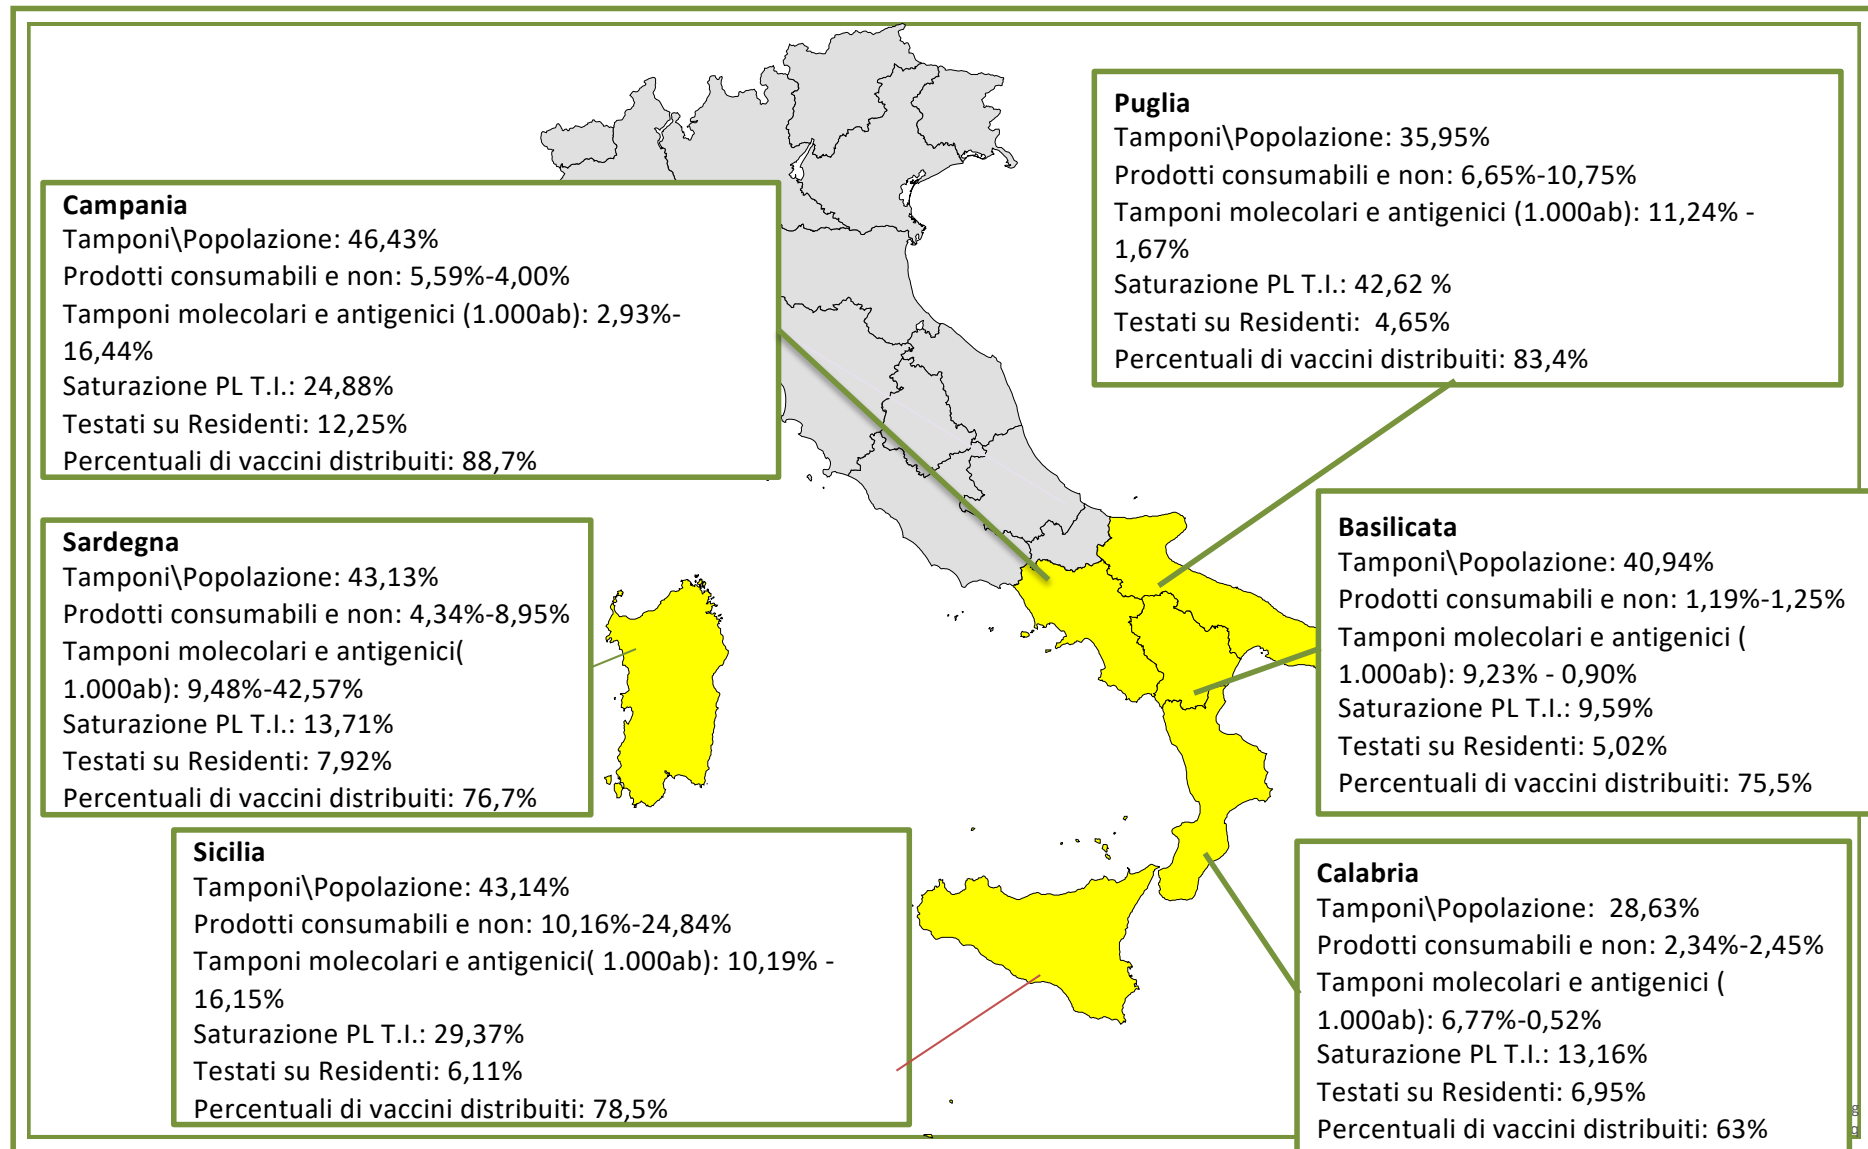 Campania
Tamponi\Popolazione: 46,43%
Prodotti consumabili e non: 5,59%-4,00%
Tamponi molecolari e antigenici (1.000ab): 2,93%-
16,44%
Saturazione PL T.I.: 24,88%
Testati su Residenti: 12,25%
Percentuali di vaccini distribuiti: 88,7%
Puglia
Tamponi\Popolazione: 35,95%
Prodotti consumabili e non: 6,65%-10,75%
Tamponi molecolari e antigenici (1.000ab): 11,24% -
1,67%
Saturazione PL T.I.: 42,62 %
Testati su Residenti: 4,65%
Percentuali di vaccini distribuiti: 83,4%
Sardegna
Tamponi\Popolazione: 43,13%
Prodotti consumabili e non: 4,34%-8,95%
Tamponi molecolari e antigenici(
1.000ab): 9,48%-42,57%
Saturazione PL T.I.: 13,71%
Testati su Residenti: 7,92%
Percentuali di vaccini distribuiti: 76,7%
Basilicata
Tamponi\Popolazione: 40,94%
Prodotti consumabili e non: 1,19%-1,25%
Tamponi molecolari e antigenici (
1.000ab): 9,23% - 0,90%
Saturazione PL T.I.: 9,59%
Testati su Residenti: 5,02%
Percentuali di vaccini distribuiti: 75,5%
Sicilia
Tamponi\Popolazione: 43,14%
Prodotti consumabili e non: 10,16%-24,84%
Tamponi molecolari e antigenici( 1.000ab): 10,19% -
16,15%
Saturazione PL T.I.: 29,37%
Testati su Residenti: 6,11%
Percentuali di vaccini distribuiti: 78,5%
Calabria
Tamponi\Popolazione: 28,63%
Prodotti consumabili e non: 2,34%-2,45%
Tamponi molecolari e antigenici (
1.000ab): 6,77%-0,52%
Saturazione PL T.I.: 13,16%
Testati su Residenti: 6,95%
Percentuali di vaccini distribuiti: 63%